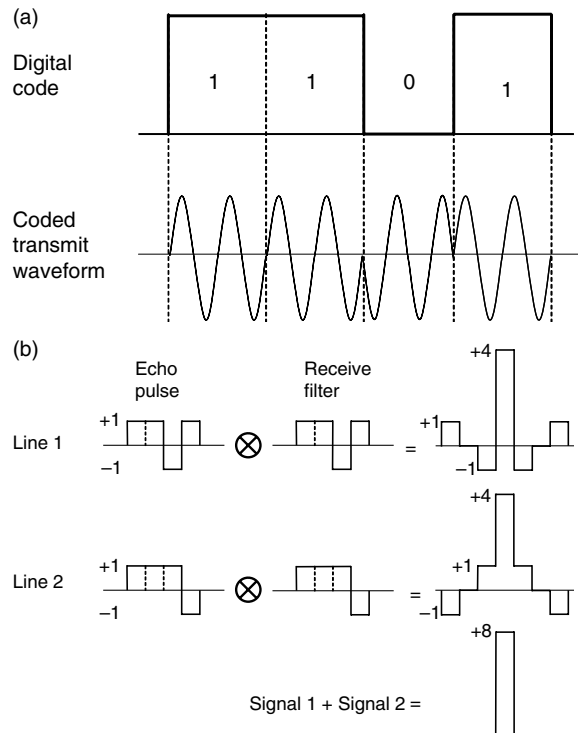 (a)
Digital
code
1 1 0 1
Coded
transmit
waveform
(b)
Echo
pulse
Receive
filter
+4
+1
+1
Line 1
=
−1
−1
+4
+1
+1
Line 2
=
−1
−1
+8
Signal 1 + Signal 2 =